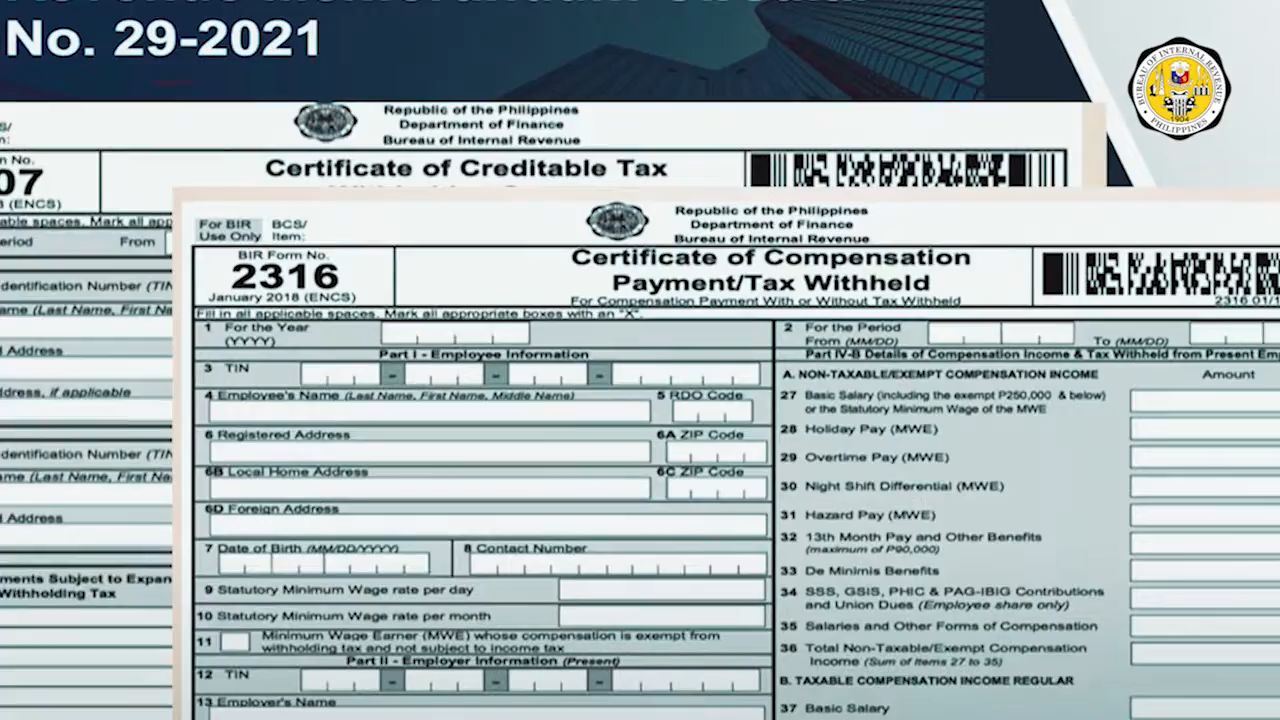 No. 29-2021
BUREAU OF INTERNAL REVENUE
PHILIPPINES
1904
Republic of the Philippines
Department of Finance
Bureau of Internal Revenue
Certificate of Creditable Tax
07
(ENCS)
From
For BIR
Use Only
BCS/
Item:
Republic of the Philippines
Department of Finance
Bureau of Internal Revenue
BIR Form No.
2316
January 2018 (ENCS)
Certificate of Compensation
Payment/Tax Withheld
For Compensation Payment With or Without Tax Withheld
Fill in all applicable spaces. Mark all appropriate boxes with an "X".
1 For the Year
(YYYY)
2 For the Period
From (MM/DD) To (MM/DD)
Part I - Employee Information
3 TIN
4 Employee's Name (Last Name, First Name, Middle Name)
5 RDO Code
6 Registered Address
6A ZIP Code
6B Local Home Address
6C ZIP Code
6D Foreign Address
7 Date of Birth (MM/DD/YYYY)
8 Contact Number
9 Statutory Minimum Wage rate per day
10 Statutory Minimum Wage rate per month
11 Minimum Wage Earner (MWE) whose compensation is exempt from
withholding tax and not subject to income tax
Part II - Employer Information (Present)
12 TIN
13 Employer's Name
Part IV-B Details of Compensation Income & Tax Withheld from Present Em
A. NON-TAXABLE/EXEMPT COMPENSATION INCOME Amount
27 Basic Salary (including the exempt P250,000 & below)
or the Statutory Minimum Wage of the MWE
28 Holiday Pay (MWE)
29 Overtime Pay (MWE)
30 Night Shift Differential (MWE)
31 Hazard Pay (MWE)
32 13th Month Pay and Other Benefits
(maximum of P90,000)
33 De Minimis Benefits
34 SSS, GSIS, PHIC & PAG-IBIG Contributions
and Union Dues (Employee share only)
35 Salaries and Other Forms of Compensation
36 Total Non-Taxable/Exempt Compensation
Income (Sum of Items 27 to 35)
B. TAXABLE COMPENSATION INCOME REGULAR
37 Basic Salary